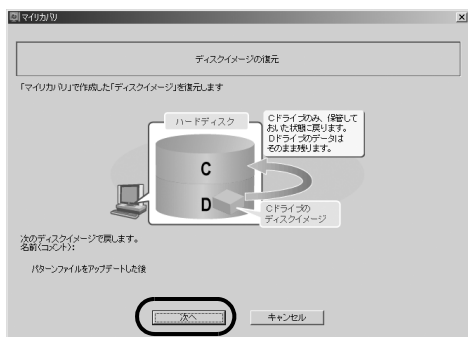 マイリカバリ
ディスクイメージの復元
「マイリカバリ」で作成した「ディスクイメージ」を復元します
ハードディスク
Cドライブのみ、保管して
おいた状態に戻ります。
Dドライブのデータは
そのまま残ります。
C
D
Cドライブの
ディスクイメージ
次のディスクイメージで戻します。
名前(コメント):
パターンファイルをアップデートした後
次へ
キャンセル